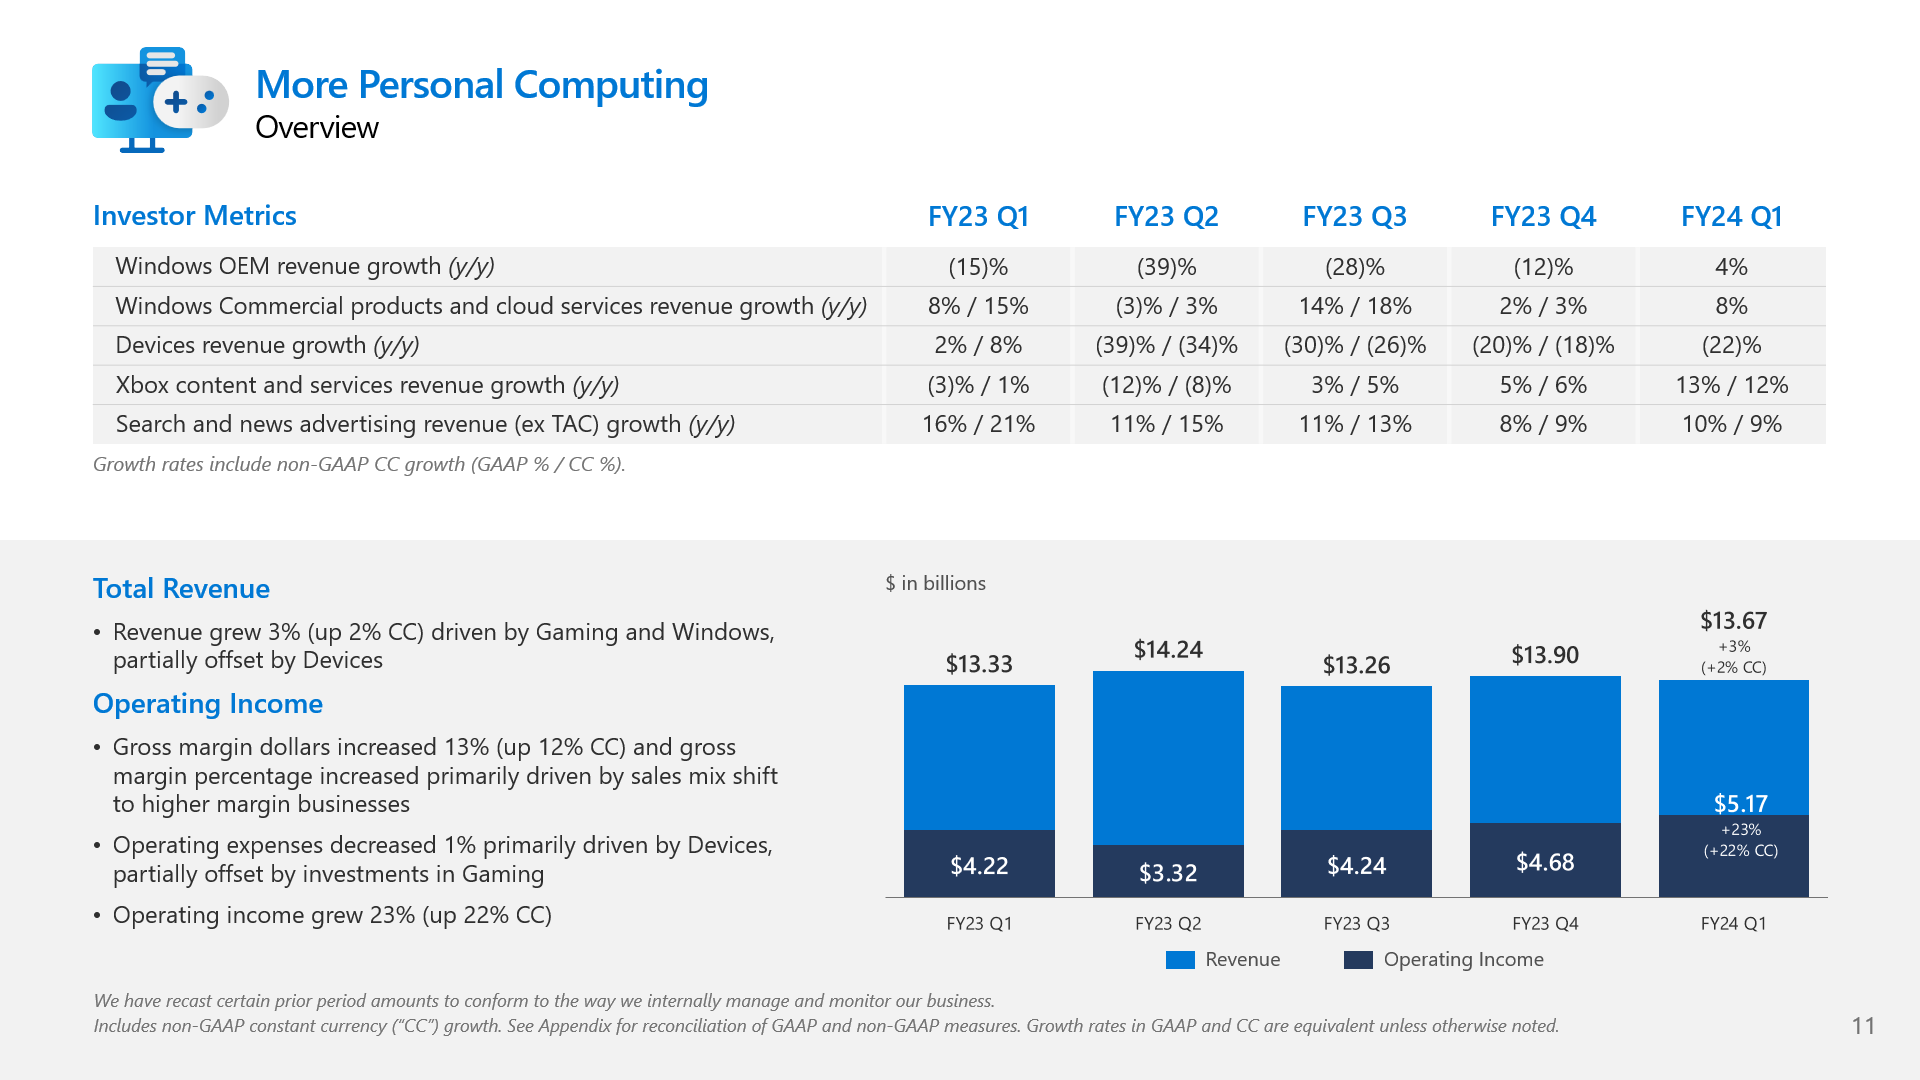 More Personal Computing
Overview
Investor Metrics FY23 Q1 FY23 Q2 FY23 Q3 FY23 Q4 FY24 Q1
Windows OEM revenue growth (y/y) (15)% (39)% (28)% (12)% 4%
Windows Commercial products and cloud services revenue growth (y/y) 8% / 15% (3)% / 3% 14% / 18% 2% / 3% 8%
Devices revenue growth (y/y) 2% / 8% (39)% / (34)% (30)% / (26)% (20)% / (18)% (22)%
Xbox content and services revenue growth (y/y) (3)% / 1% (12)% / (8)% 3% / 5% 5% / 6% 13% / 12%
Search and news advertising revenue (ex TAC) growth (y/y) 16% / 21% 11% / 15% 11% / 13% 8% / 9% 10% / 9%
Growth rates include non-GAAP CC growth (GAAP % / CC %).
Total Revenue
• Revenue grew 3% (up 2% CC) driven by Gaming and Windows,
partially offset by Devices
Operating Income
• Gross margin dollars increased 13% (up 12% CC) and gross
margin percentage increased primarily driven by sales mix shift
to higher margin businesses
• Operating expenses decreased 1% primarily driven by Devices,
partially offset by investments in Gaming
• Operating income grew 23% (up 22% CC)
$ in billions
$13.33 $14.24 $13.26 $13.90 $13.67
+3%
(+2% CC)
$4.22 $3.32 $4.24 $4.68 $5.17
+23%
(+22% CC)
FY23 Q1 FY23 Q2 FY23 Q3 FY23 Q4 FY24 Q1
Revenue Operating Income
We have recast certain prior period amounts to conform to the way we internally manage and monitor our business.
Includes non-GAAP constant currency (“CC”) growth. See Appendix for reconciliation of GAAP and non-GAAP measures. Growth rates in GAAP and CC are equivalent unless otherwise noted.
11